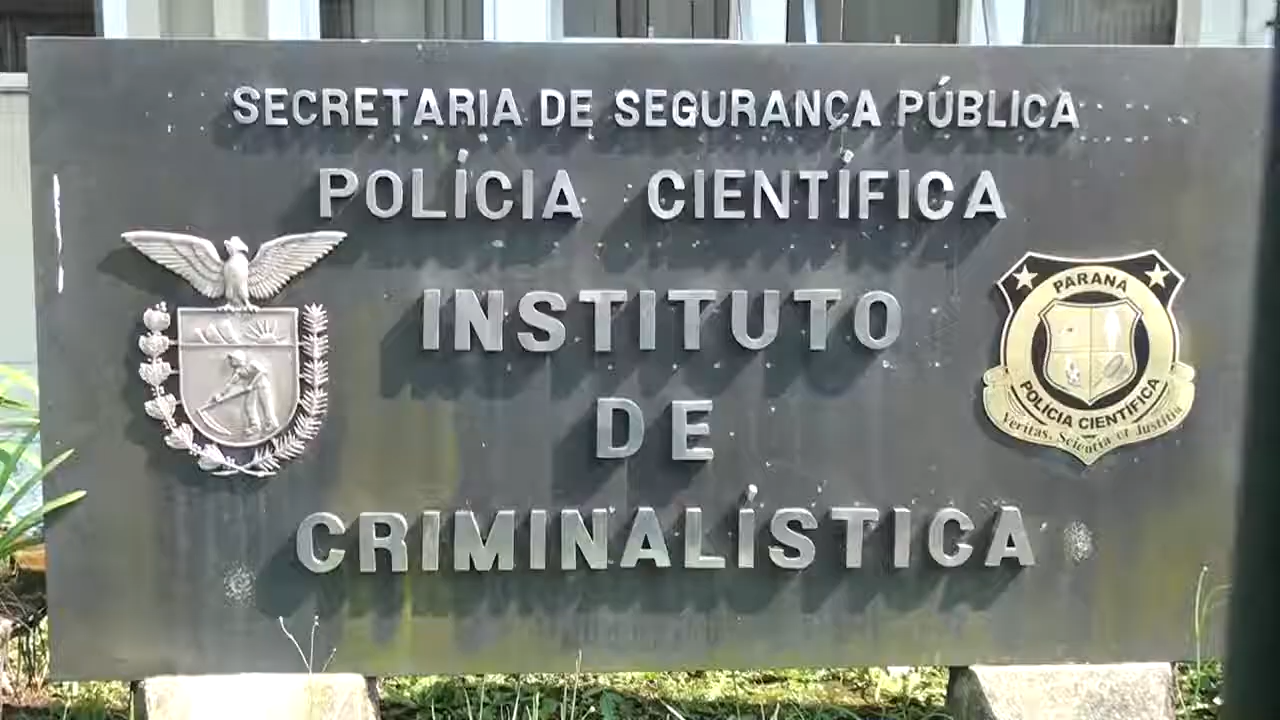 SECRETARIA DE SEGURANÇA PÚBLICA
POLÍCIA CIENTÍFICA
INSTITUTO
DE
CRIMINALÍSTICA
PARANÁ
POLÍCIA CIENTÍFICA
Veritas, Scientia et Justitia